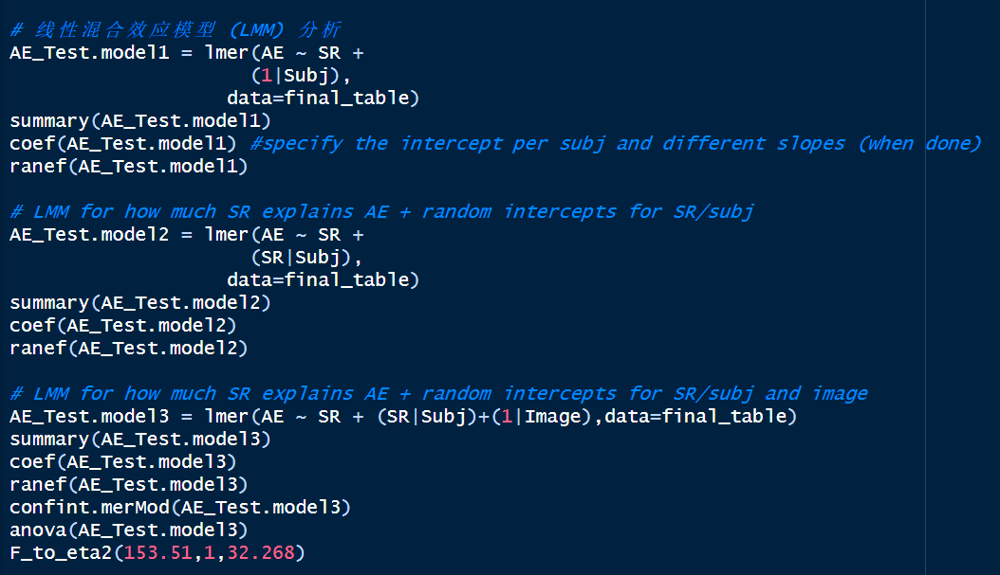 # 线性混合效应模型 (LMM) 分析
AE_Test.model1 = lmer(AE ~ SR +
(1|Subj),
data=final_table)
summary(AE_Test.model1)
coef(AE_Test.model1) #specify the intercept per subj and different slopes (when done)
ranef(AE_Test.model1)
# LMM for how much SR explains AE + random intercepts for SR/subj
AE_Test.model2 = lmer(AE ~ SR +
(SR|Subj),
data=final_table)
summary(AE_Test.model2)
coef(AE_Test.model2)
ranef(AE_Test.model2)
# LMM for how much SR explains AE + random intercepts for SR/subj and image
AE_Test.model3 = lmer(AE ~ SR + (SR|Subj)+(1|Image),data=final_table)
summary(AE_Test.model3)
coef(AE_Test.model3)
ranef(AE_Test.model3)
confint.merMod(AE_Test.model3)
anova(AE_Test.model3)
F_to_eta2(153.51,1,32.268)